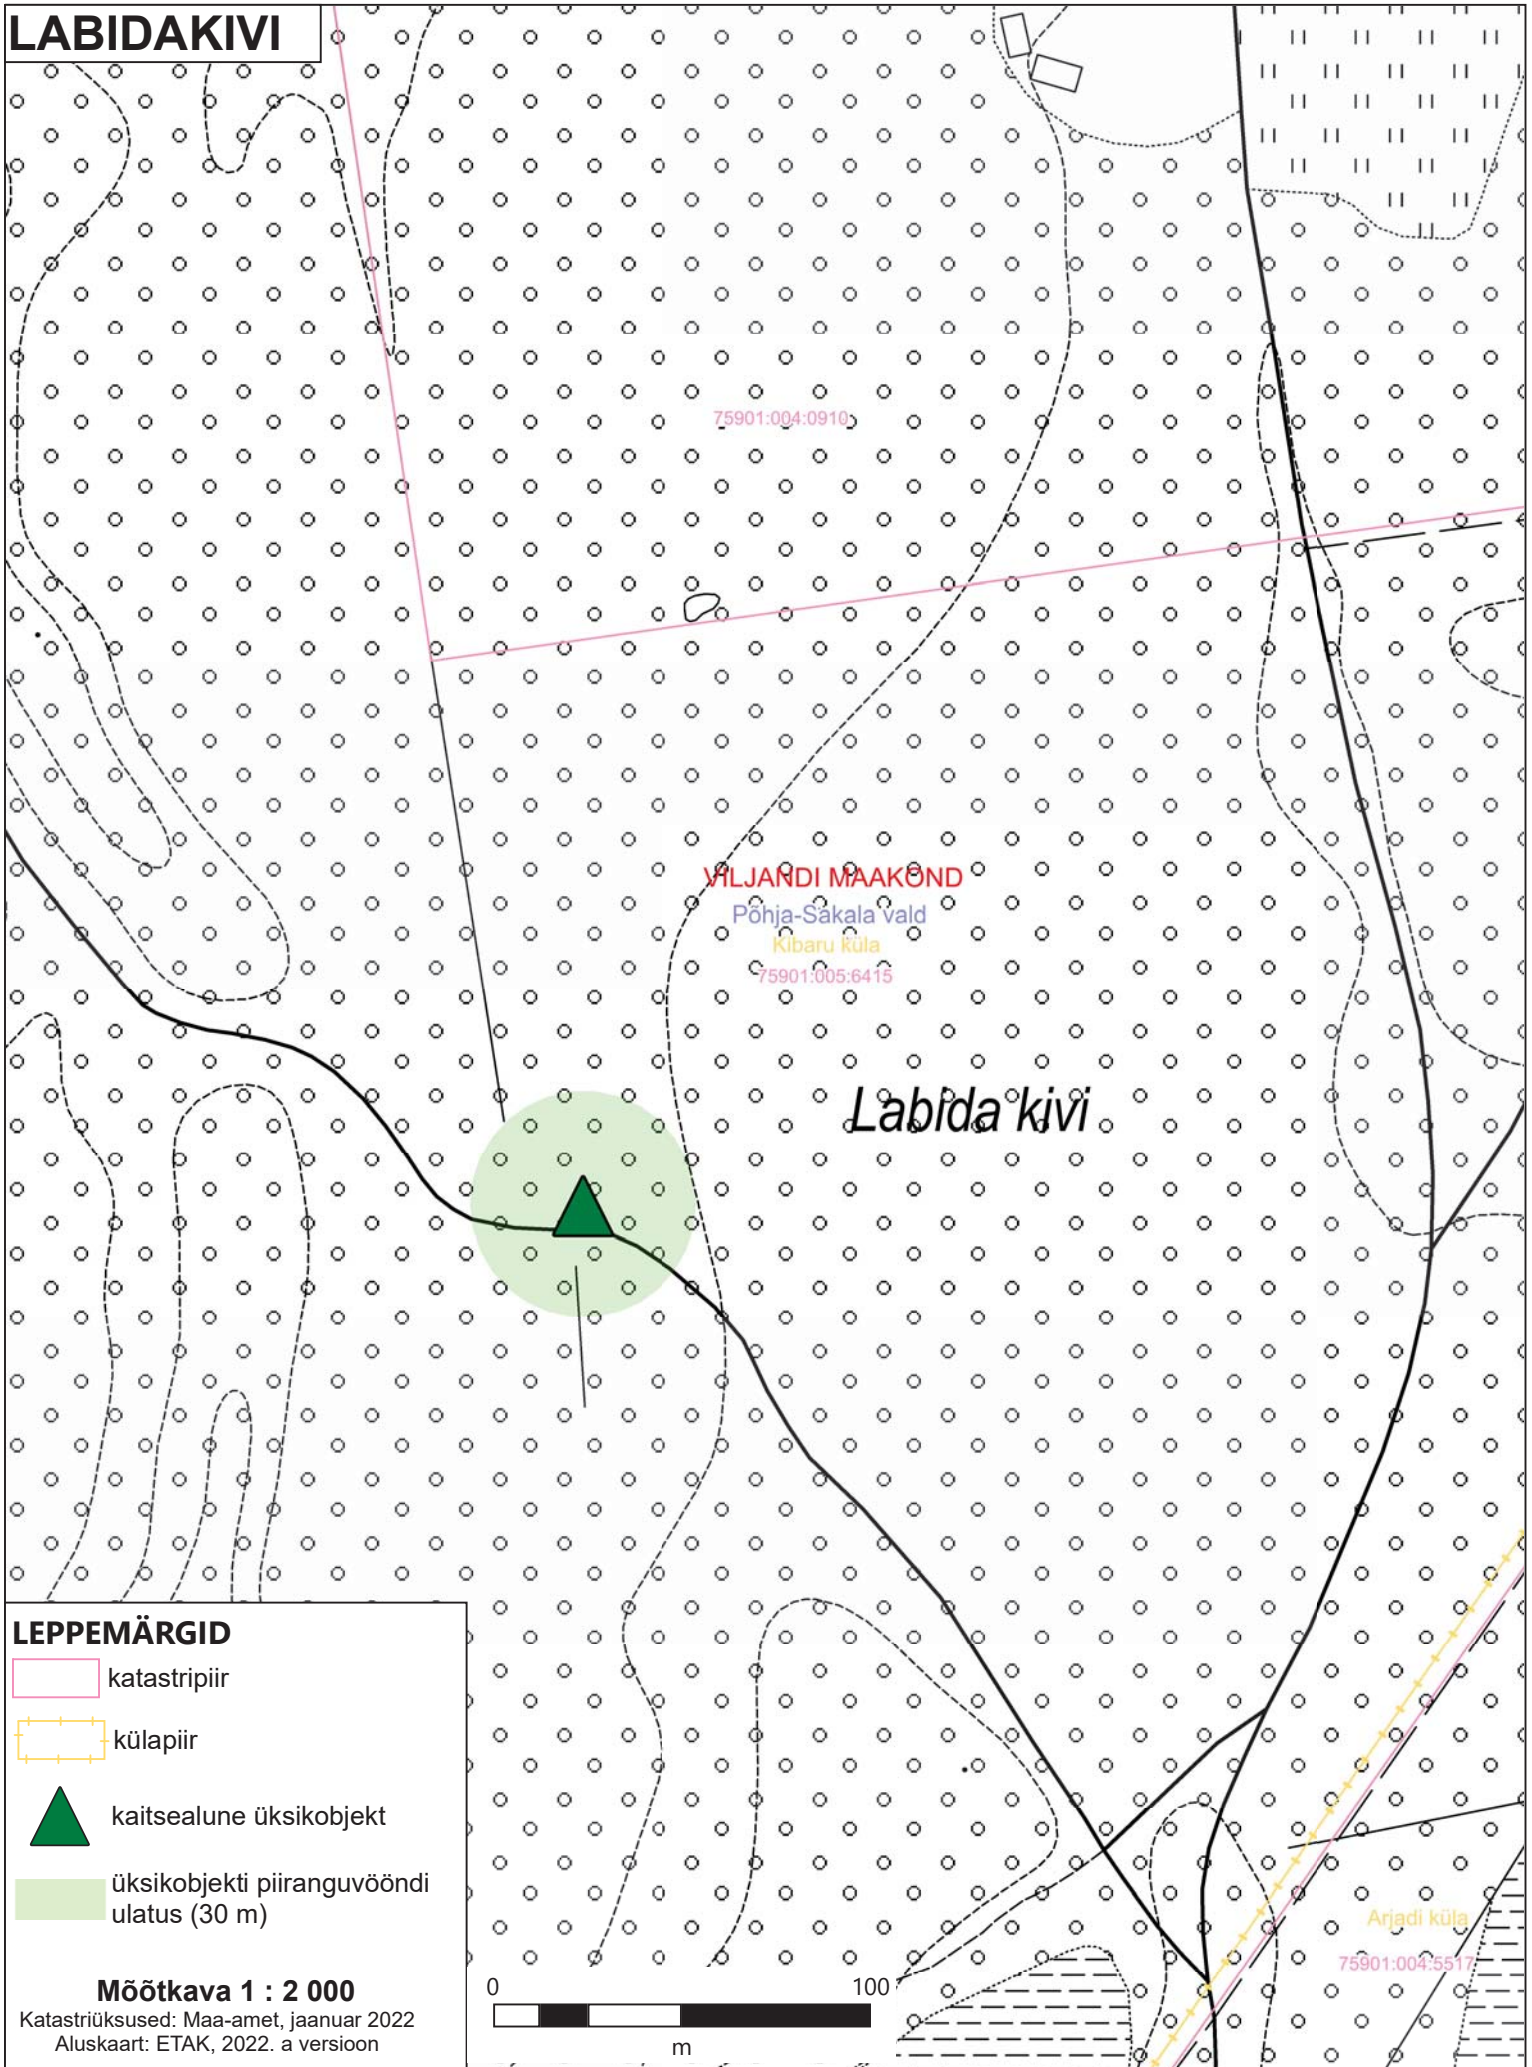 LABIDAKIVI
75901:004:0910
VILJANDI MAAKOND
Põhja-Sakala vald
Kibaru küla
75901:005:6415
Labida kivi
LEPPEMÄRGID
katastripiir
külapiir
kaitsealune üksikobjekt
üksikobjekti piiranguvööndi
ulatus (30 m)
Mõõtkava 1 : 2 000
Katastriüksused: Maa-amet, jaanuar 2022
Aluskaart: ETAK, 2022. a versioon
0 100
m
Arjadi küla
75901:004:5517